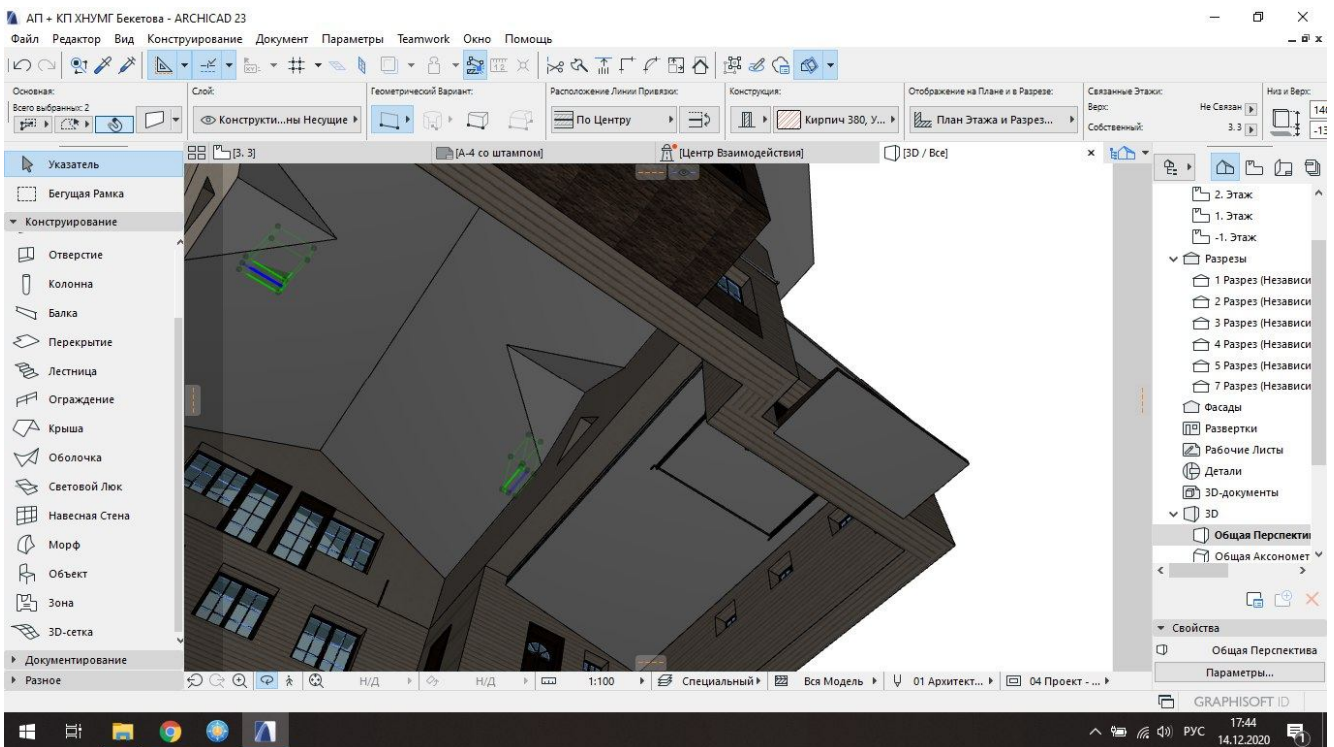 АП + КП ХНУМГ Бекетова - ARCHICAD 23
Файл Редактор Вид Конструирование Документ Параметры Teamwork Окно Помощь
Основная:
Всего выбранных: 2
Слой:
Конструкти...ны Несущие
Геометрический Вариант:
Расположение Линии Привязки:
По Центру
Конструкция:
Кирпич 380, У...
Отображение на Плане и в Разрезе:
План Этажа и Разрез...
Связанные Этажи:
Верх: Не Связан
Собственный: 3. 3
Низ и Верх:
140
-13
[3. 3]
[А-4 со штампом]
[Центр Взаимодействия]
[3D / Все]
Указатель
Бегущая Рамка
Конструирование
Отверстие
Колонна
Балка
Перекрытие
Лестница
Ограждение
Крыша
Оболочка
Световой Люк
Навесная Стена
Морф
Объект
Зона
3D-сетка
Документирование
Разное
2. Этаж
1. Этаж
-1. Этаж
Разрезы
1 Разрез (Независи
2 Разрез (Независи
3 Разрез (Независи
4 Разрез (Независи
5 Разрез (Независи
7 Разрез (Независи
Фасады
Развертки
Рабочие Листы
Детали
3D-документы
3D
Общая Перспекти
Общая Аксономет
Свойства
Общая Перспектива
Параметры...
Н/Д
Н/Д
1:100
Специальный
Вся Модель
01 Архитект...
04 Проект - ...
GRAPHISOFT ID
РУС
17:44
14.12.2020
1